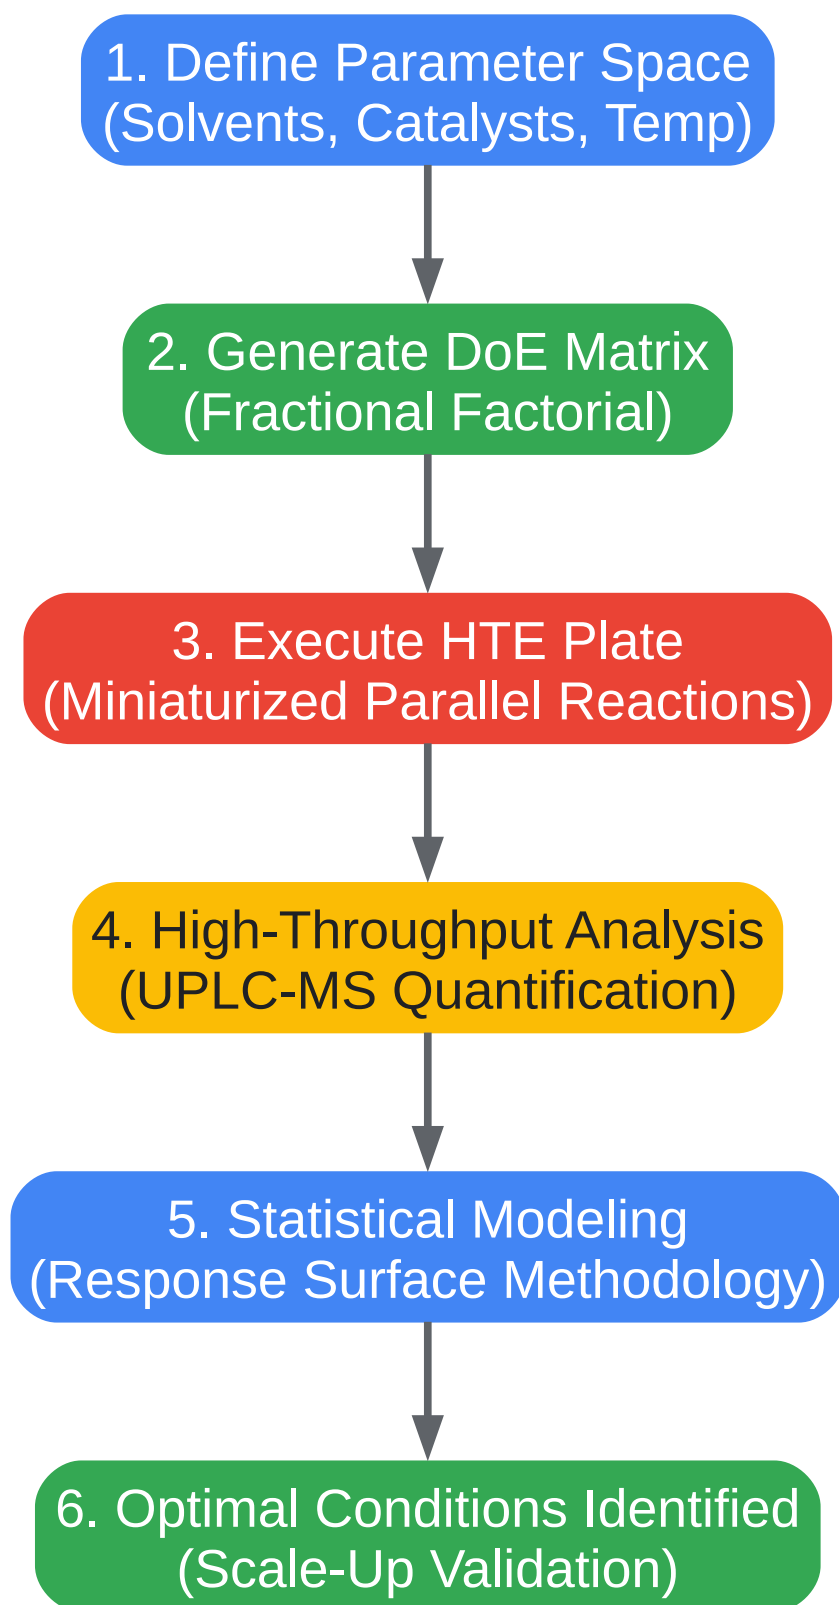 1. Define Parameter Space
(Solvents, Catalysts, Temp)
2. Generate DoE Matrix
(Fractional Factorial)
3. Execute HTE Plate
(Miniaturized Parallel Reactions)
4. High-Throughput Analysis
(UPLC-MS Quantification)
5. Statistical Modeling
(Response Surface Methodology)
6. Optimal Conditions Identified
(Scale-Up Validation)